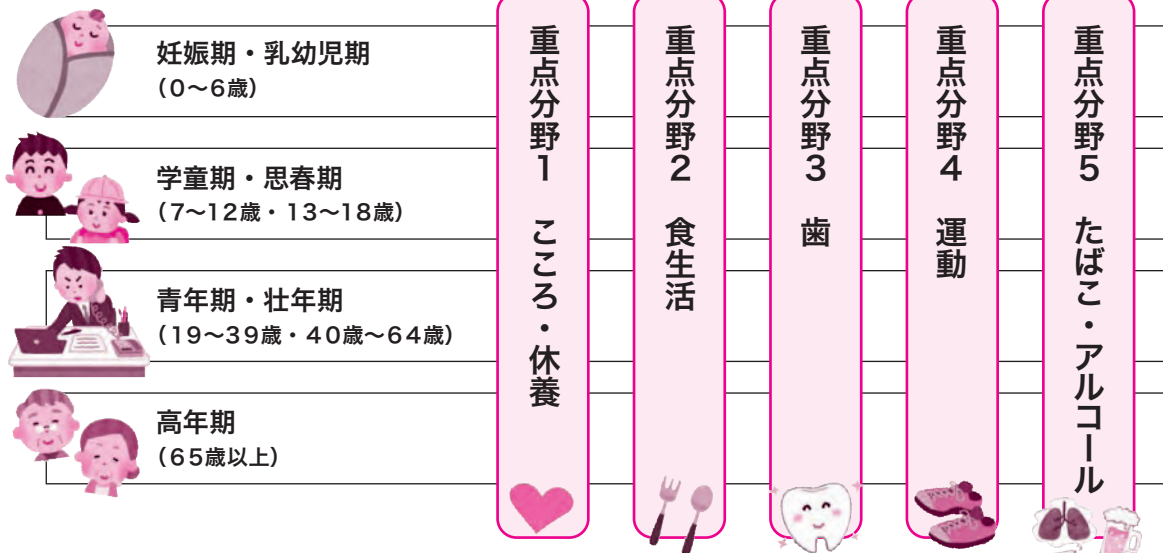 妊娠期・乳幼児期
（0～6歳）
学童期・思春期
（7～12歳・13～18歳）
青年期・壮年期
（19～39歳・40歳～64歳）
高年期
（65歳以上）
重点分野1　こころ・休養
重点分野2　食生活
重点分野3　歯
重点分野4　運動
重点分野5　たばこ・アルコール